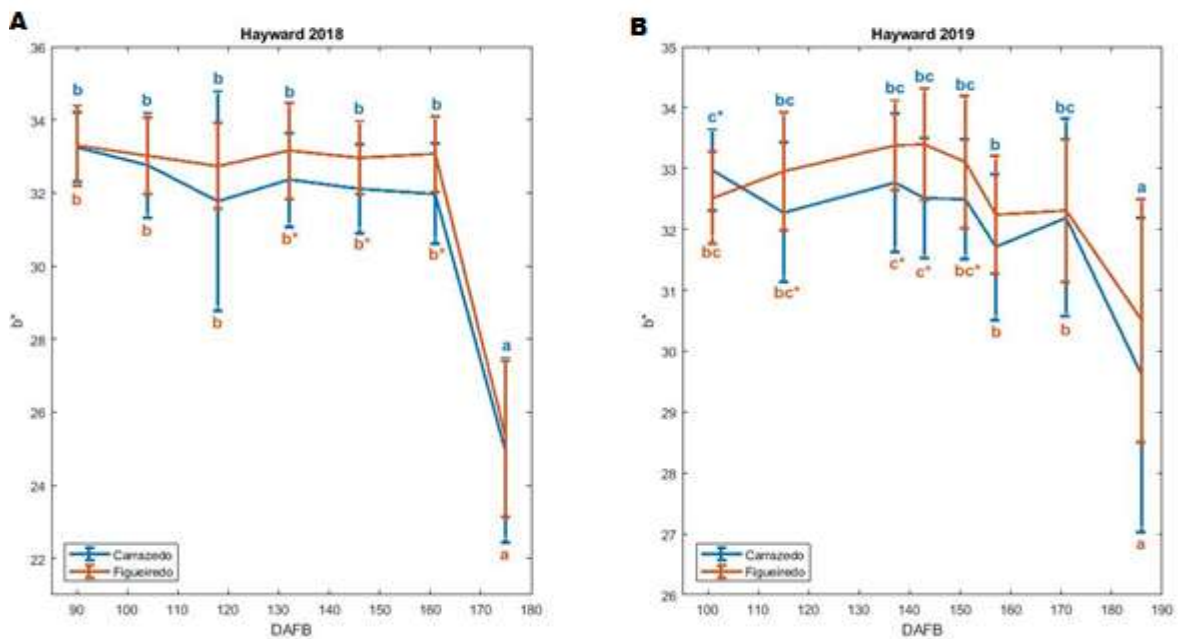 A
Hayward 2018
36
34
32
30
28
26
24
22
b*
b b b b b b a
b b b b* b* b* a
Carrazedo
Figueiredo
90 100 110 120 130 140 150 160 170 180
DAFB
B
Hayward 2019
35
34
33
32
31
30
29
28
27
26
b*
c* bc bc bc bc b bc a
bc bc* c* c* bc* b b a
Carrazedo
Figueiredo
100 110 120 130 140 150 160 170 180 190
DAFB